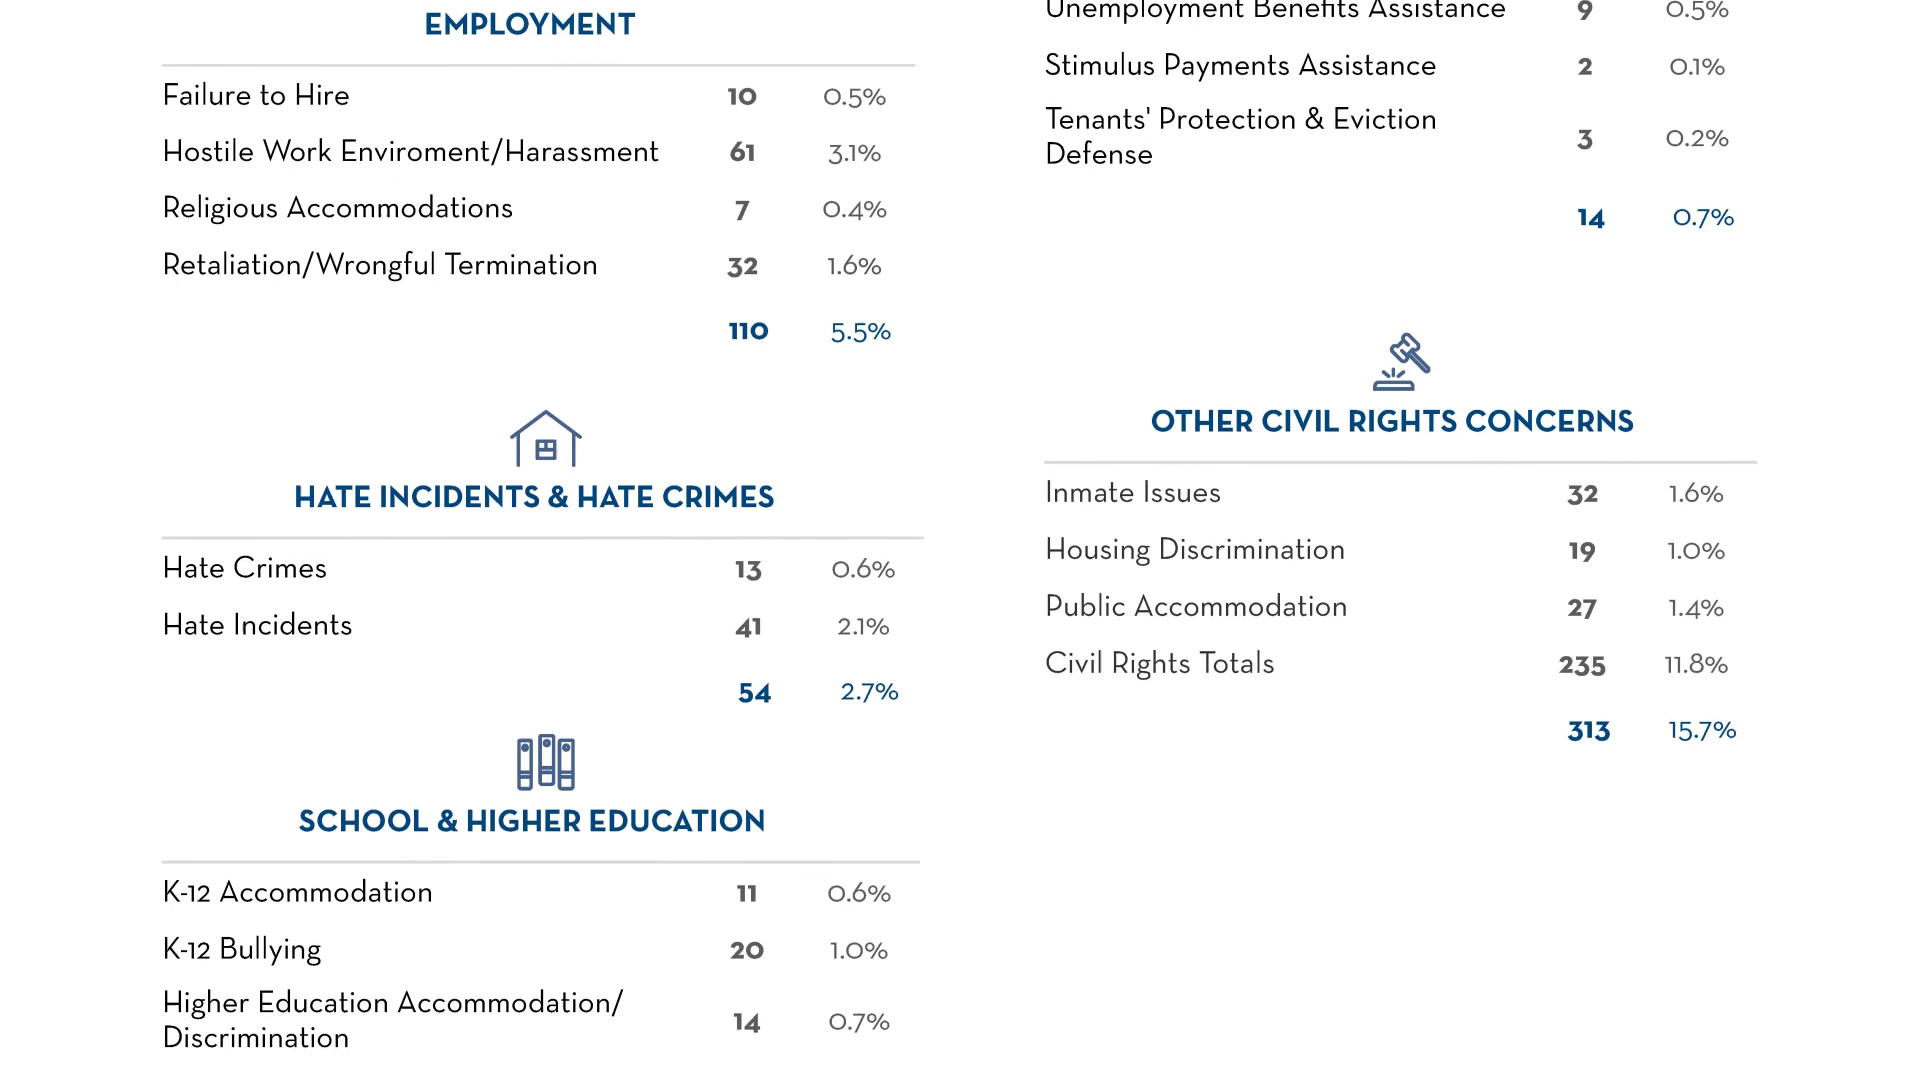 EMPLOYMENT
Failure to Hire 10 0.5%
Hostile Work Enviroment/Harassment 61 3.1%
Religious Accommodations 7 0.4%
Retaliation/Wrongful Termination 32 1.6%
110 5.5%
HATE INCIDENTS & HATE CRIMES
Hate Crimes 13 0.6%
Hate Incidents 41 2.1%
54 2.7%
SCHOOL & HIGHER EDUCATION
K-12 Accommodation 11 0.6%
K-12 Bullying 20 1.0%
Higher Education Accommodation/
Discrimination 14 0.7%
Unemployment Benefits Assistance 9 0.5%
Stimulus Payments Assistance 2 0.1%
Tenants' Protection & Eviction
Defense 3 0.2%
14 0.7%
OTHER CIVIL RIGHTS CONCERNS
Inmate Issues 32 1.6%
Housing Discrimination 19 1.0%
Public Accommodation 27 1.4%
Civil Rights Totals 235 11.8%
313 15.7%